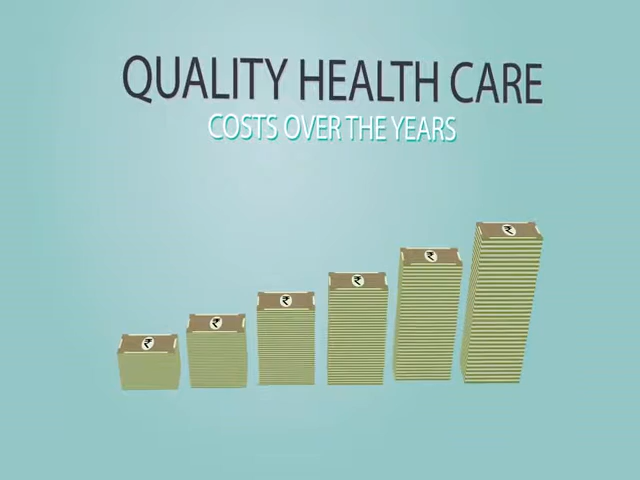 QUALITY HEALTH CARE
COSTS OVER THE YEARS
₹ ₹ ₹ ₹ ₹ ₹